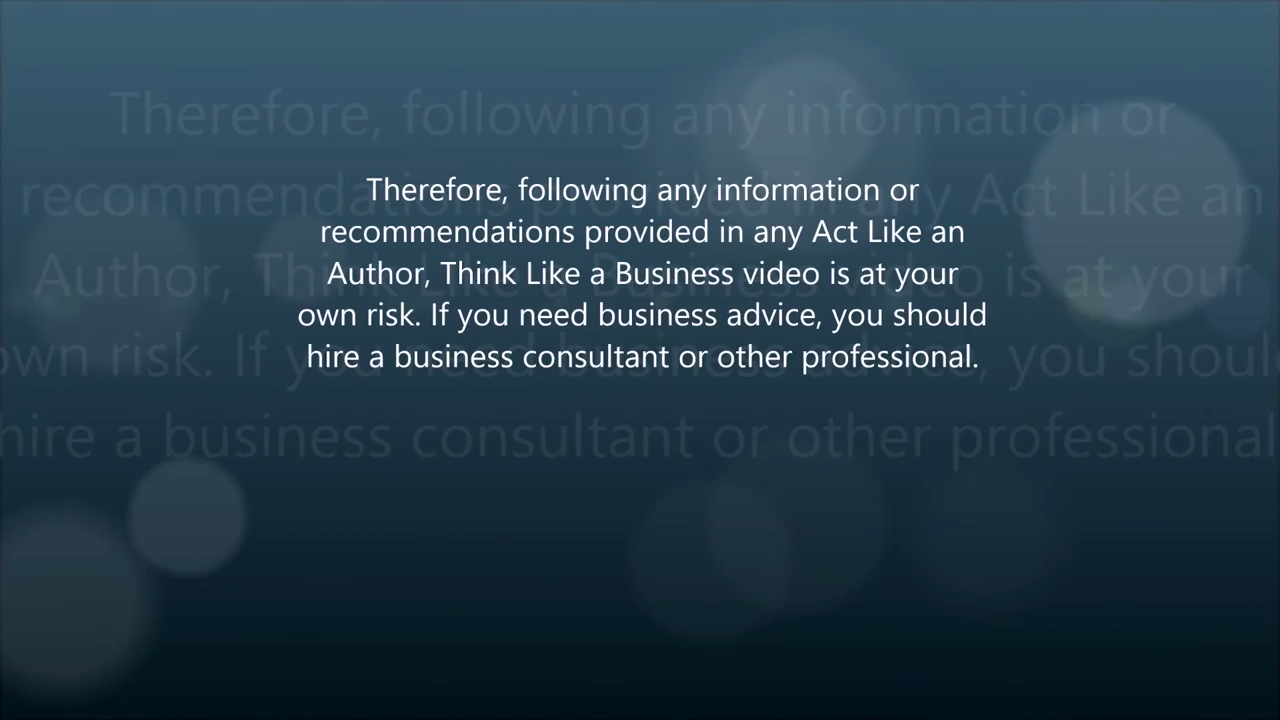 Therefore, following any information or
recommendations provided in any Act Like an
Author, Think Like a Business video is at your
own risk. If you need business advice, you should
hire a business consultant or other professional.